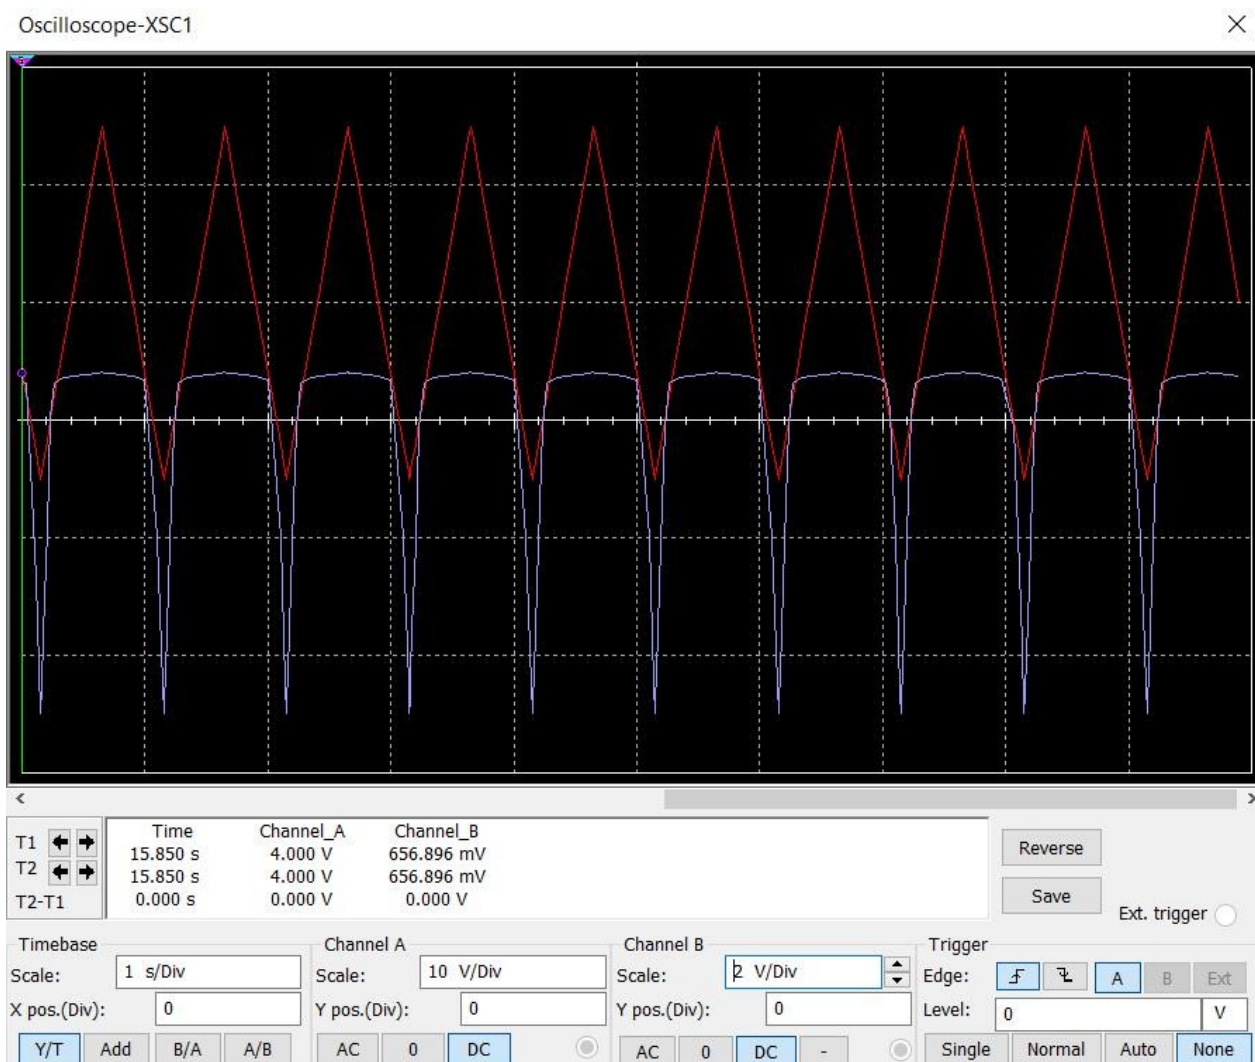 Oscilloscope-XSC1
Time Channel_A Channel_B
T1 15.850 s 4.000 V 656.896 mV
T2 15.850 s 4.000 V 656.896 mV
T2-T1 0.000 s 0.000 V 0.000 V
Reverse
Save
Ext. trigger
Timebase
Scale: 1 s/Div
X pos.(Div): 0
Y/T Add B/A A/B
Channel A
Scale: 10 V/Div
Y pos.(Div): 0
AC 0 DC
Channel B
Scale: 2 V/Div
Y pos.(Div): 0
AC 0 DC -
Trigger
Edge: A B Ext
Level: 0 V
Single Normal Auto None